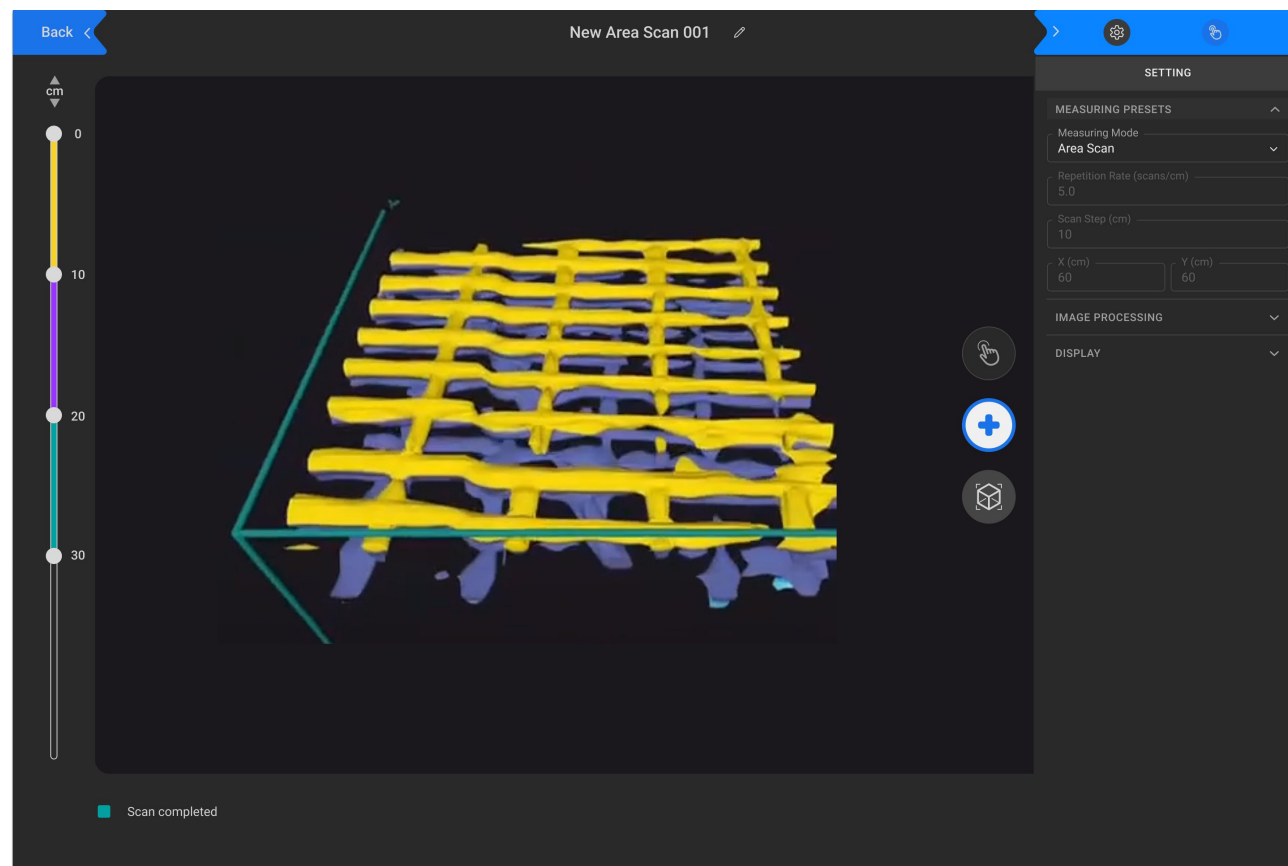 Back
New Area Scan 001
SETTING
cm
0
10
20
30
MEASURING PRESETS
Measuring Mode
Area Scan
Repetition Rate (scans/cm)
5.0
Scan Step (cm)
10
X (cm)
60
Y (cm)
60
IMAGE PROCESSING
DISPLAY
Scan completed